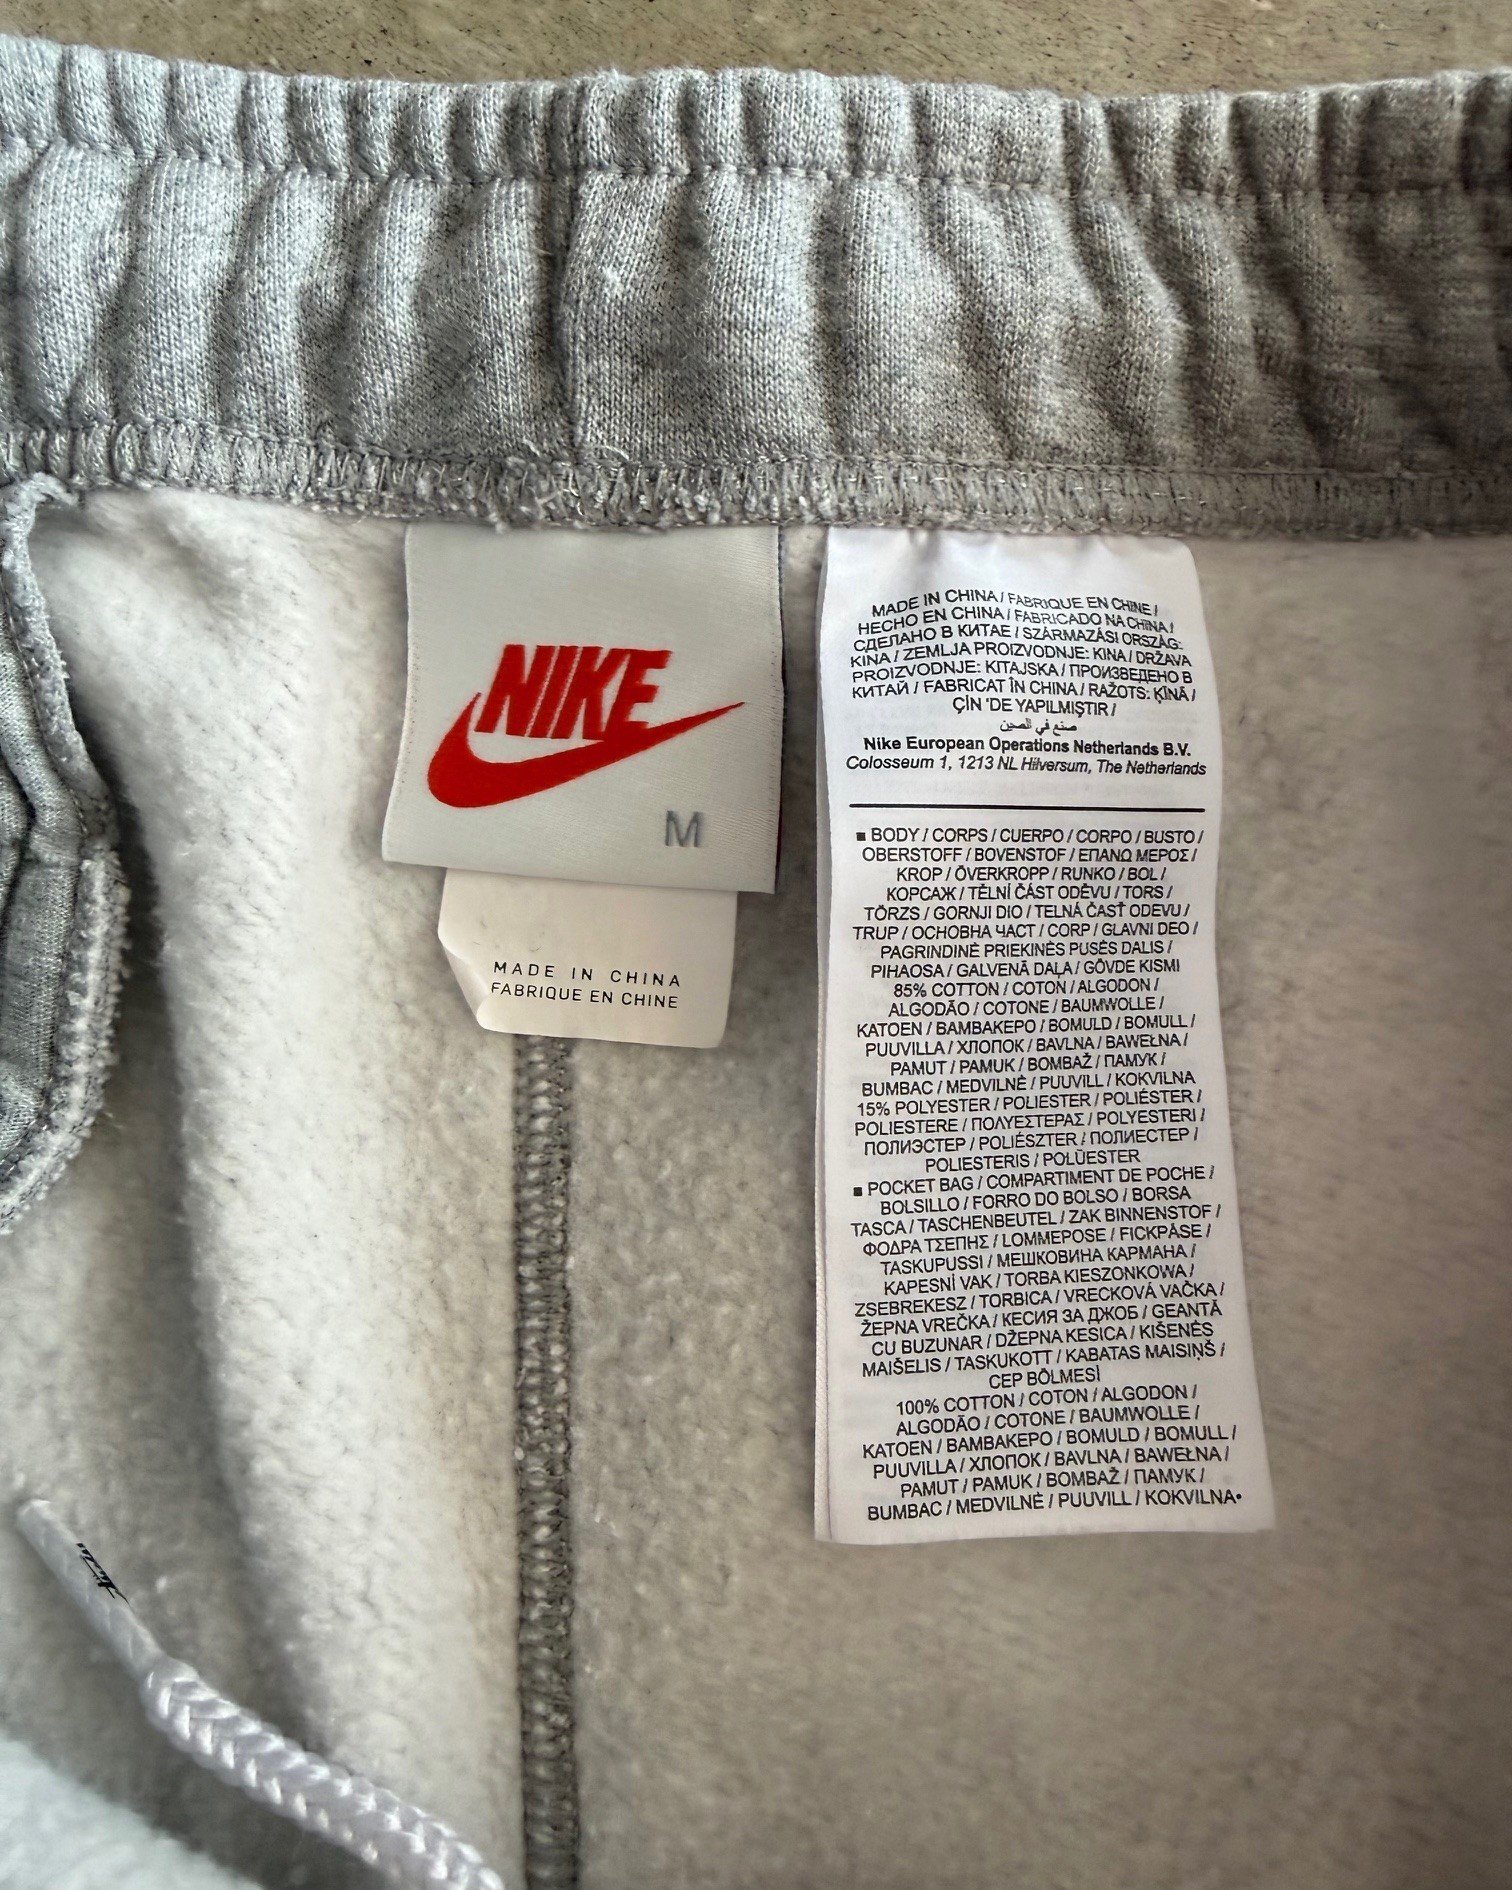 NIKE
M
MADE IN CHINA
FABRIQUE EN CHINE
MADE IN CHINA / FABRIQUE EN CHINE /
HECHO EN CHINA / FABRICADO NA CHINA /
СДЕЛАНО В КИТАЕ / SZÁRMAZÁSI ORSZÁG:
KÍNA / ZEMLJA PROIZVODNJE: KINA / DRŽAVA
PROIZVODNJE: KITAJSKA / ПРОИЗВЕДЕНО В
КИТАЙ / FABRICAT ÎN CHINA / RAŽOTS: ĶĪNĀ /
ÇİN 'DE YAPILMIŞTIR /
صنع في الصين
Nike European Operations Netherlands B.V.
Colosseum 1, 1213 NL Hilversum, The Netherlands
■ BODY / CORPS / CUERPO / CORPO / BUSTO /
OBERSTOFF / BOVENSTOF / ΕΠΑΝΩ ΜΕΡΟΣ /
KROP / ÖVERKROPP / RUNKO / BOL /
КОРСАЖ / TĚLNÍ ČÁST ODĚVU / TORS /
TÖRZS / GORNJI DIO / TELNÁ ČASŤ ODEVU /
TRUP / ОСНОВНА ЧАСТ / CORP / GLAVNI DEO /
PAGRINDINĖ PRIEKINĖS PUSĖS DALIS /
PIHAOSA / GALVENĀ DAĻA / GÖVDE KISMI
85% COTTON / COTON / ALGODON /
ALGODÃO / COTONE / BAUMWOLLE /
KATOEN / ΒΑΜΒΑΚΕΡΟ / BOMULD / BOMULL /
PUUVILLA / ХЛОПОК / BAVLNA / BAWEŁNA /
PAMUT / PAMUK / BOMBAŽ / ПАМУК /
BUMBAC / MEDVILNĖ / PUUVILL / KOKVILNA
15% POLYESTER / POLIESTER / POLIÉSTER /
POLIESTERE / ΠΟΛΥΕΣΤΕΡΑΣ / POLYESTERI /
ПОЛИЭСТЕР / POLIÉSZTER / ПОЛИЕСТЕР /
POLIESTERIS / POLÜESTER
■ POCKET BAG / COMPARTIMENT DE POCHE /
BOLSILLO / FORRO DO BOLSO / BORSA
TASCA / TASCHENBEUTEL / ZAK BINNENSTOF /
ΦΟΔΡΑ ΤΣΕΠΗΣ / LOMMEPOSE / FICKPÅSE /
TASKUPUSSI / МЕШКОВИНА КАРМАНА /
KAPESNÍ VAK / TORBA KIESZONKOWA /
ZSEBREKESZ / TORBICA / VRECKOVÁ VAČKA /
ŽEPNA VREČKA / КЕСИЯ ЗА ДЖОБ / GEANTĂ
CU BUZUNAR / DŽEPNA KESICA / KIŠENĖS
MAIŠELIS / TASKUKOTT / KABATAS MAISIŅŠ /
CEP BÖLMESİ
100% COTTON / COTON / ALGODON /
ALGODÃO / COTONE / BAUMWOLLE /
KATOEN / ΒΑΜΒΑΚΕΡΟ / BOMULD / BOMULL /
PUUVILLA / ХЛОПОК / BAVLNA / BAWEŁNA /
PAMUT / PAMUK / BOMBAŽ / ПАМУК /
BUMBAC / MEDVILNĖ / PUUVILL / KOKVILNA•